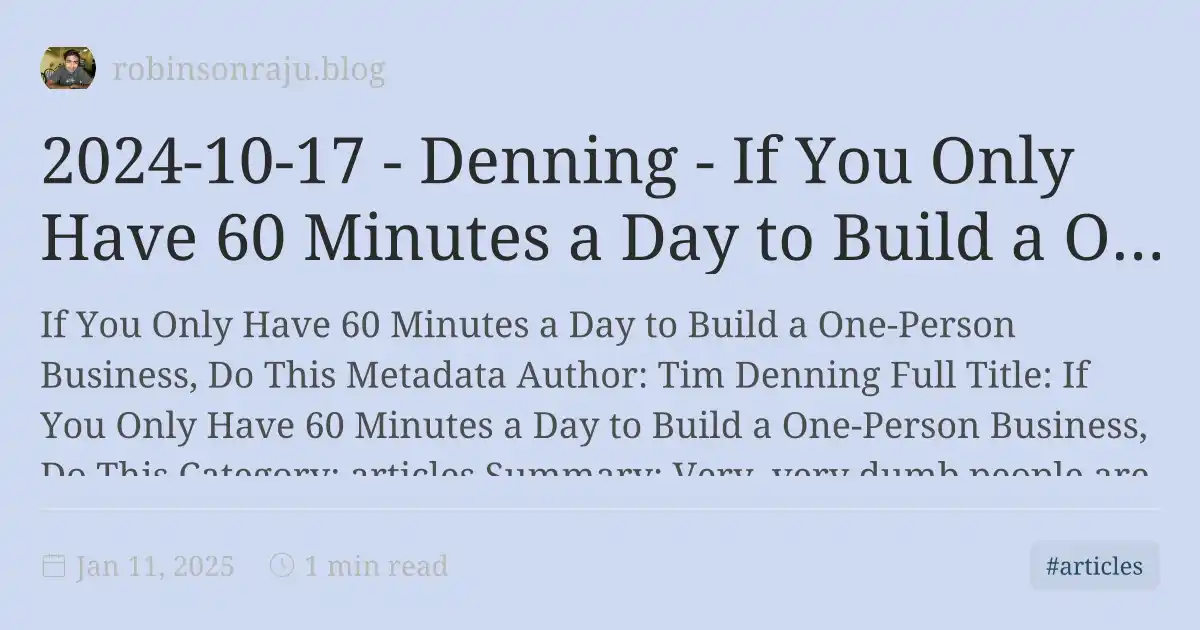 robinsonraju.blog
2024-10-17 - Denning - If You Only
Have 60 Minutes a Day to Build a O...
If You Only Have 60 Minutes a Day to Build a One-Person
Business, Do This Metadata Author: Tim Denning Full Title: If
You Only Have 60 Minutes a Day to Build a One-Person Business,
Do This Category: articles Summary: Very, very dumb people are
Jan 11, 2025 1 min read
#articles